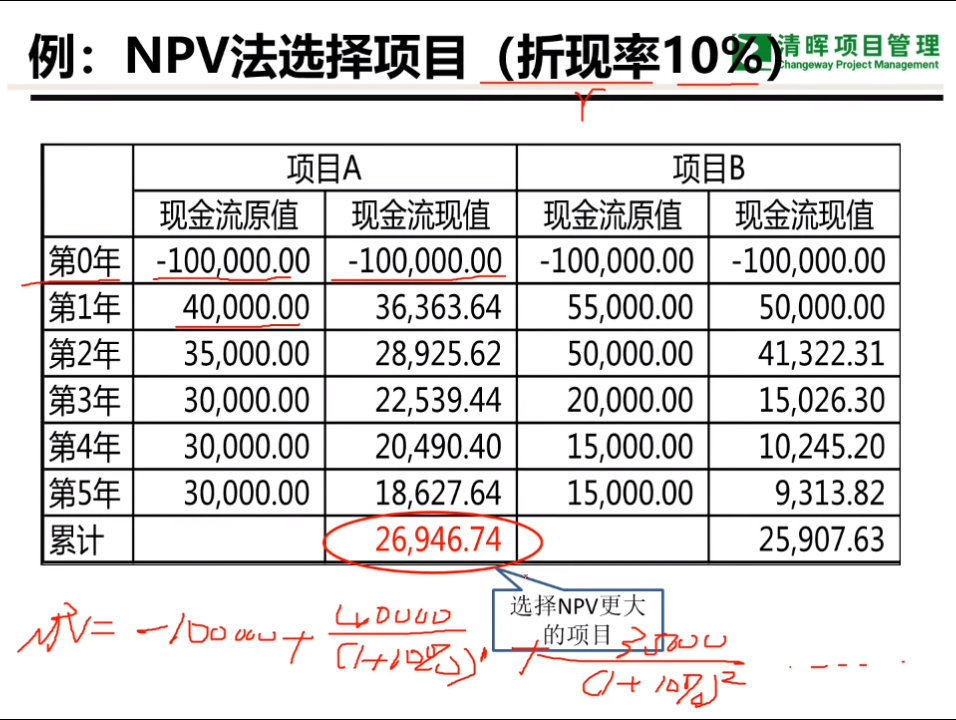 例：NPV法选择项目（折现率10%）
清晖项目管理
Changeway Project Management
r
项目A 项目B
现金流原值 现金流现值 现金流原值 现金流现值
第0年 -100,000.00 -100,000.00 -100,000.00 -100,000.00
第1年 40,000.00 36,363.64 55,000.00 50,000.00
第2年 35,000.00 28,925.62 50,000.00 41,322.31
第3年 30,000.00 22,539.44 20,000.00 15,026.30
第4年 30,000.00 20,490.40 15,000.00 10,245.20
第5年 30,000.00 18,627.64 15,000.00 9,313.82
累计 26,946.74 25,907.63
选择NPV更大
的项目
NPV = -100000 + 40000/(1+10%)¹ + 35000/(1+10%)² ······